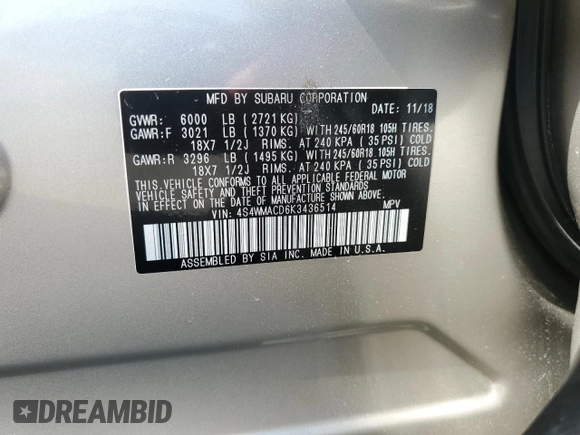 MFD BY SUBARU CORPORATION
GVWR: 6000 LB (2721 KG) DATE: 11/18
GAWR:F 3021 LB (1370 KG) WITH 245/60R18 105H TIRES.
18X7 1/2J RIMS. AT 240 KPA (35 PSI) COLD
GAWR:R 3296 LB (1495 KG) WITH 245/60R18 105H TIRES.
18X7 1/2J RIMS. AT 240 KPA (35 PSI) COLD
THIS VEHICLE CONFORMS TO ALL APPLICABLE FEDERAL MOTOR
VEHICLE SAFETY, BUMPER, AND THEFT PREVENTION STANDARDS
IN EFFECT ON THE DATE OF MANUFACTURE SHOWN ABOVE.
VIN: 4S4WMACD6K3436514 MPV
ASSEMBLED BY SIA INC. MADE IN U.S.A.
DREAMBID